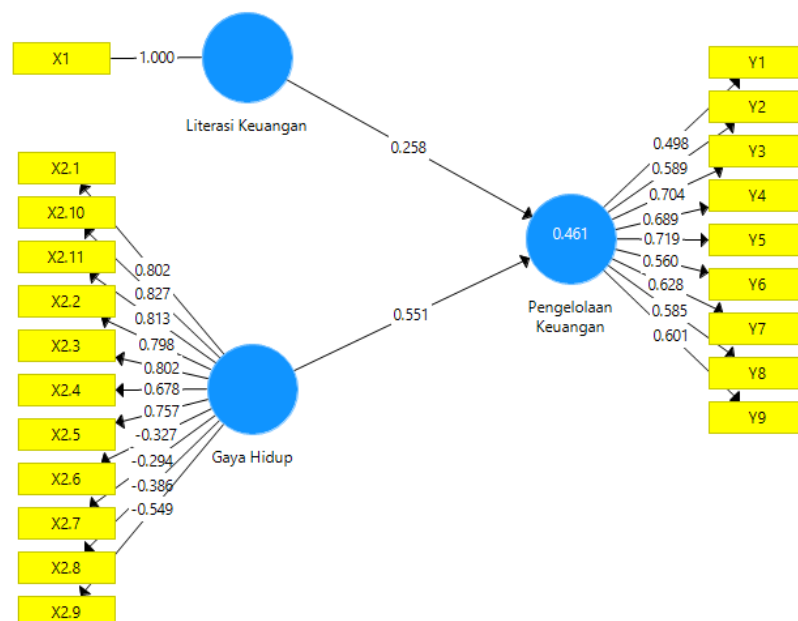 X1
1.000
Literasi Keuangan
0.258
X2.1
X2.10
X2.11
X2.2
X2.3
X2.4
X2.5
X2.6
X2.7
X2.8
X2.9
0.802
0.827
0.813
0.798
0.802
0.678
0.757
-0.327
-0.294
-0.386
-0.549
Gaya Hidup
0.551
0.461
Pengelolaan
Keuangan
0.498
0.589
0.704
0.689
0.719
0.560
0.628
0.585
0.601
Y1
Y2
Y3
Y4
Y5
Y6
Y7
Y8
Y9